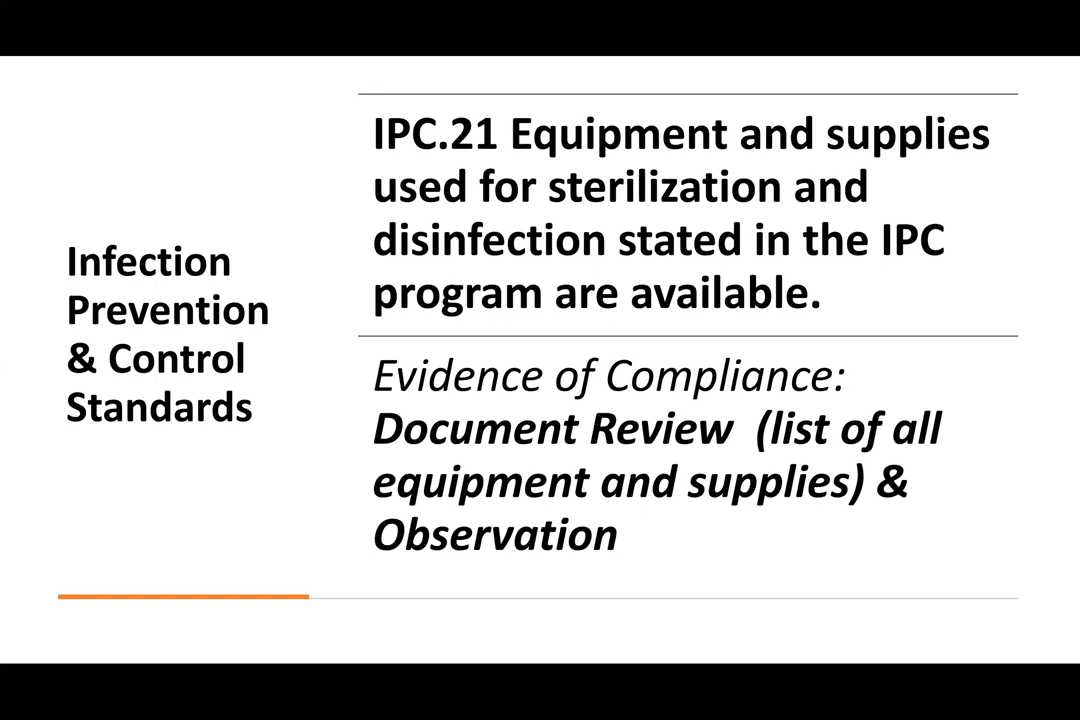 Infection
Prevention
& Control
Standards
IPC.21 Equipment and supplies
used for sterilization and
disinfection stated in the IPC
program are available.
Evidence of Compliance:
Document Review  (list of all
equipment and supplies) &
Observation